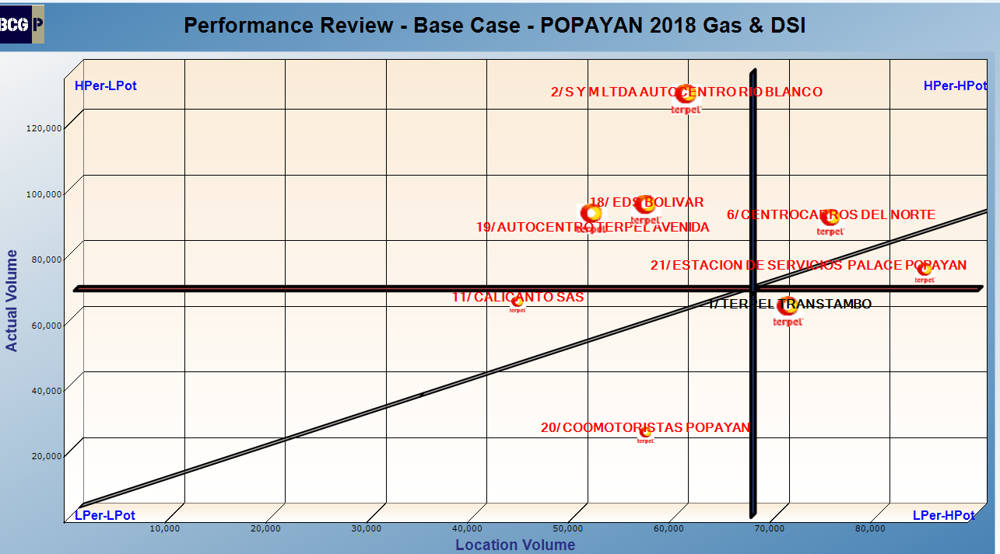 BCG P
Performance Review - Base Case - POPAYAN 2018 Gas & DSI
HPer-LPot
HPer-HPot
2/ S Y M LTDA AUTOCENTRO RIO BLANCO
terpel
120,000
100,000
18/ EDS BOLIVAR
terpel
6/ CENTROCARROS DEL NORTE
terpel
19/ AUTOCENTRO TERPEL AVENIDA
terpel
80,000
21/ ESTACION DE SERVICIOS PALACE POPAYAN
terpel
11/ CALICANTO SAS
terpel
1/ TERPEL TRANSTAMBO
terpel
60,000
Actual Volume
40,000
20/ COOMOTORISTAS POPAYAN
terpel
20,000
LPer-LPot
LPer-HPot
10,000
20,000
30,000
40,000
50,000
60,000
70,000
80,000
Location Volume